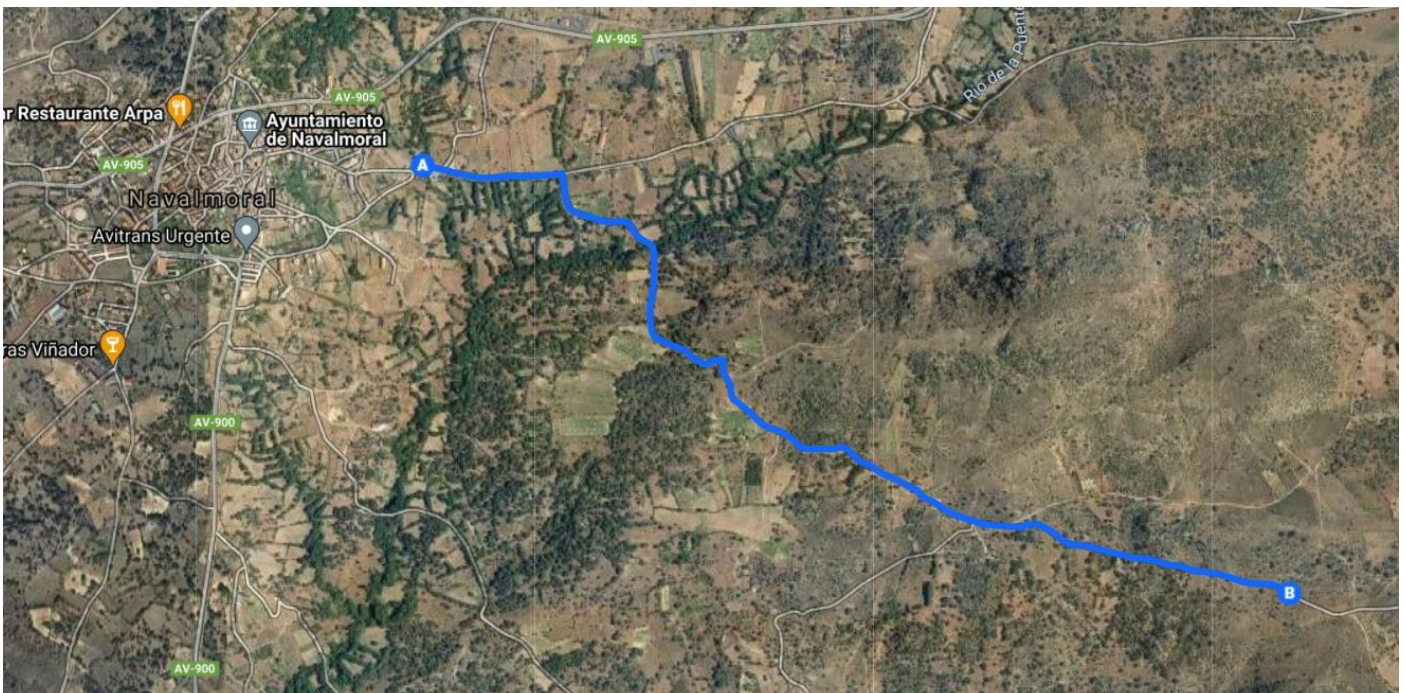 AV-905
Río de la Puente
AV-905
ar Restaurante Arpa
Ayuntamiento
de Navalmoral
AV-905
A
Navalmoral
Avitrans Urgente
ras Viñador
AV-900
B
AV-900